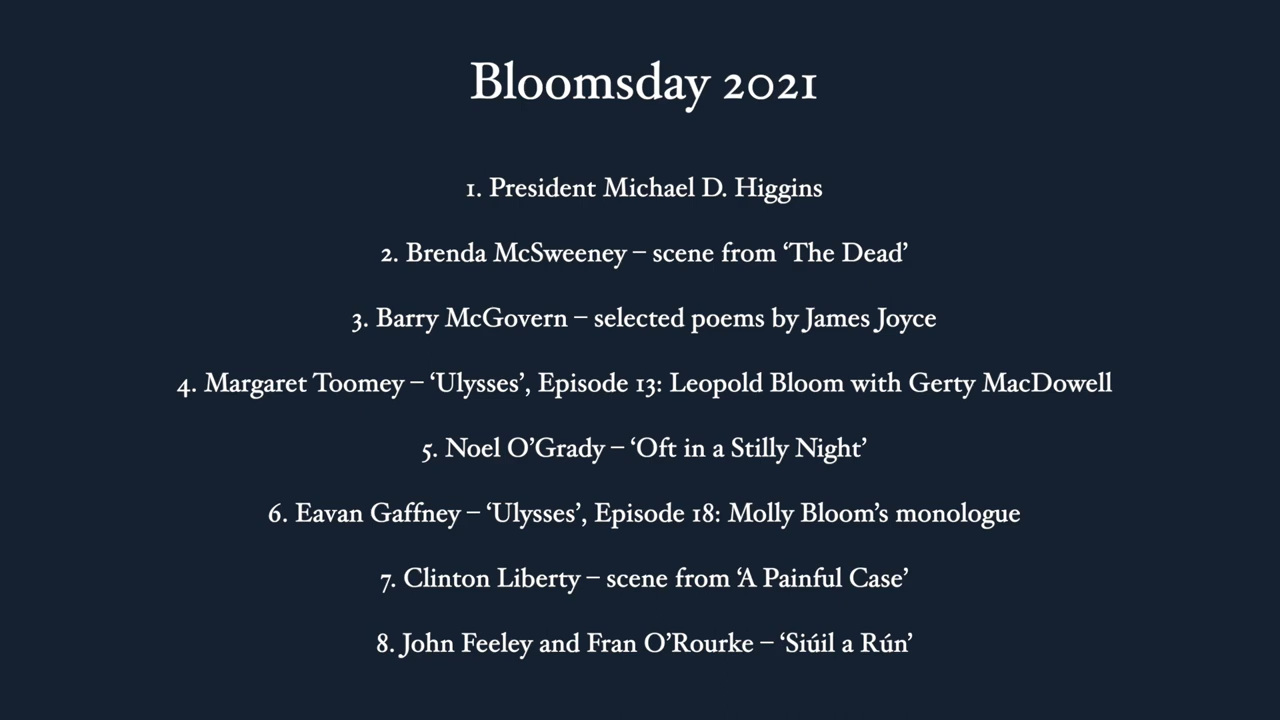 Bloomsday 2021
1. President Michael D. Higgins
2. Brenda McSweeney – scene from ‘The Dead’
3. Barry McGovern – selected poems by James Joyce
4. Margaret Toomey – ‘Ulysses’, Episode 13: Leopold Bloom with Gerty MacDowell
5. Noel O’Grady – ‘Oft in a Stilly Night’
6. Eavan Gaffney – ‘Ulysses’, Episode 18: Molly Bloom’s monologue
7. Clinton Liberty – scene from ‘A Painful Case’
8. John Feeley and Fran O’Rourke – ‘Siúil a Rún’